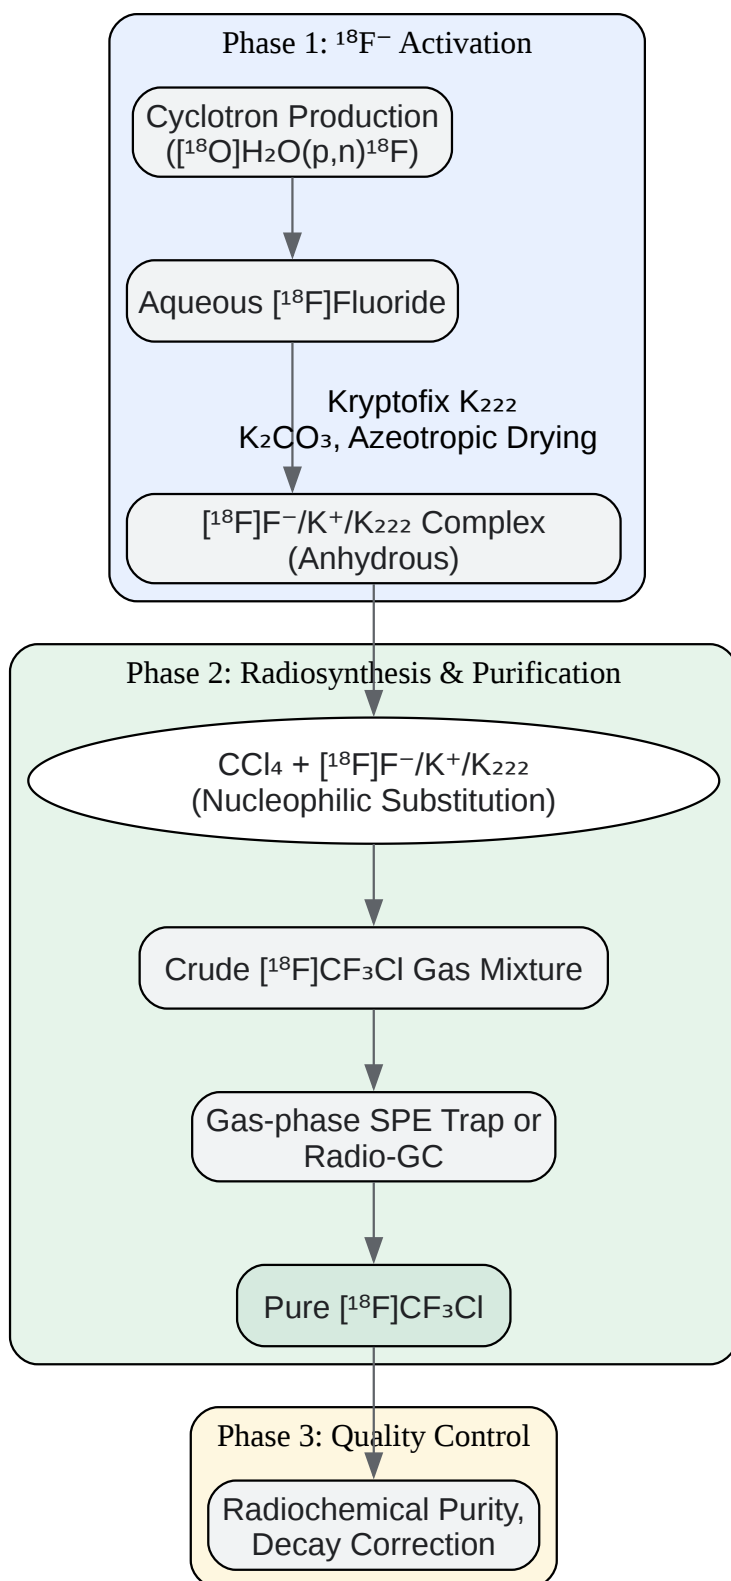 Phase 1: ¹⁸F⁻ Activation
Cyclotron Production
([¹⁸O]H₂O(p,n)¹⁸F)
Aqueous [¹⁸F]Fluoride
Kryptofix K₂₂₂
K₂CO₃, Azeotropic Drying
[¹⁸F]F⁻/K⁺/K₂₂₂ Complex
(Anhydrous)
Phase 2: Radiosynthesis & Purification
CCl₄ + [¹⁸F]F⁻/K⁺/K₂₂₂
(Nucleophilic Substitution)
Crude [¹⁸F]CF₃Cl Gas Mixture
Gas-phase SPE Trap or
Radio-GC
Pure [¹⁸F]CF₃Cl
Phase 3: Quality Control
Radiochemical Purity,
Decay Correction